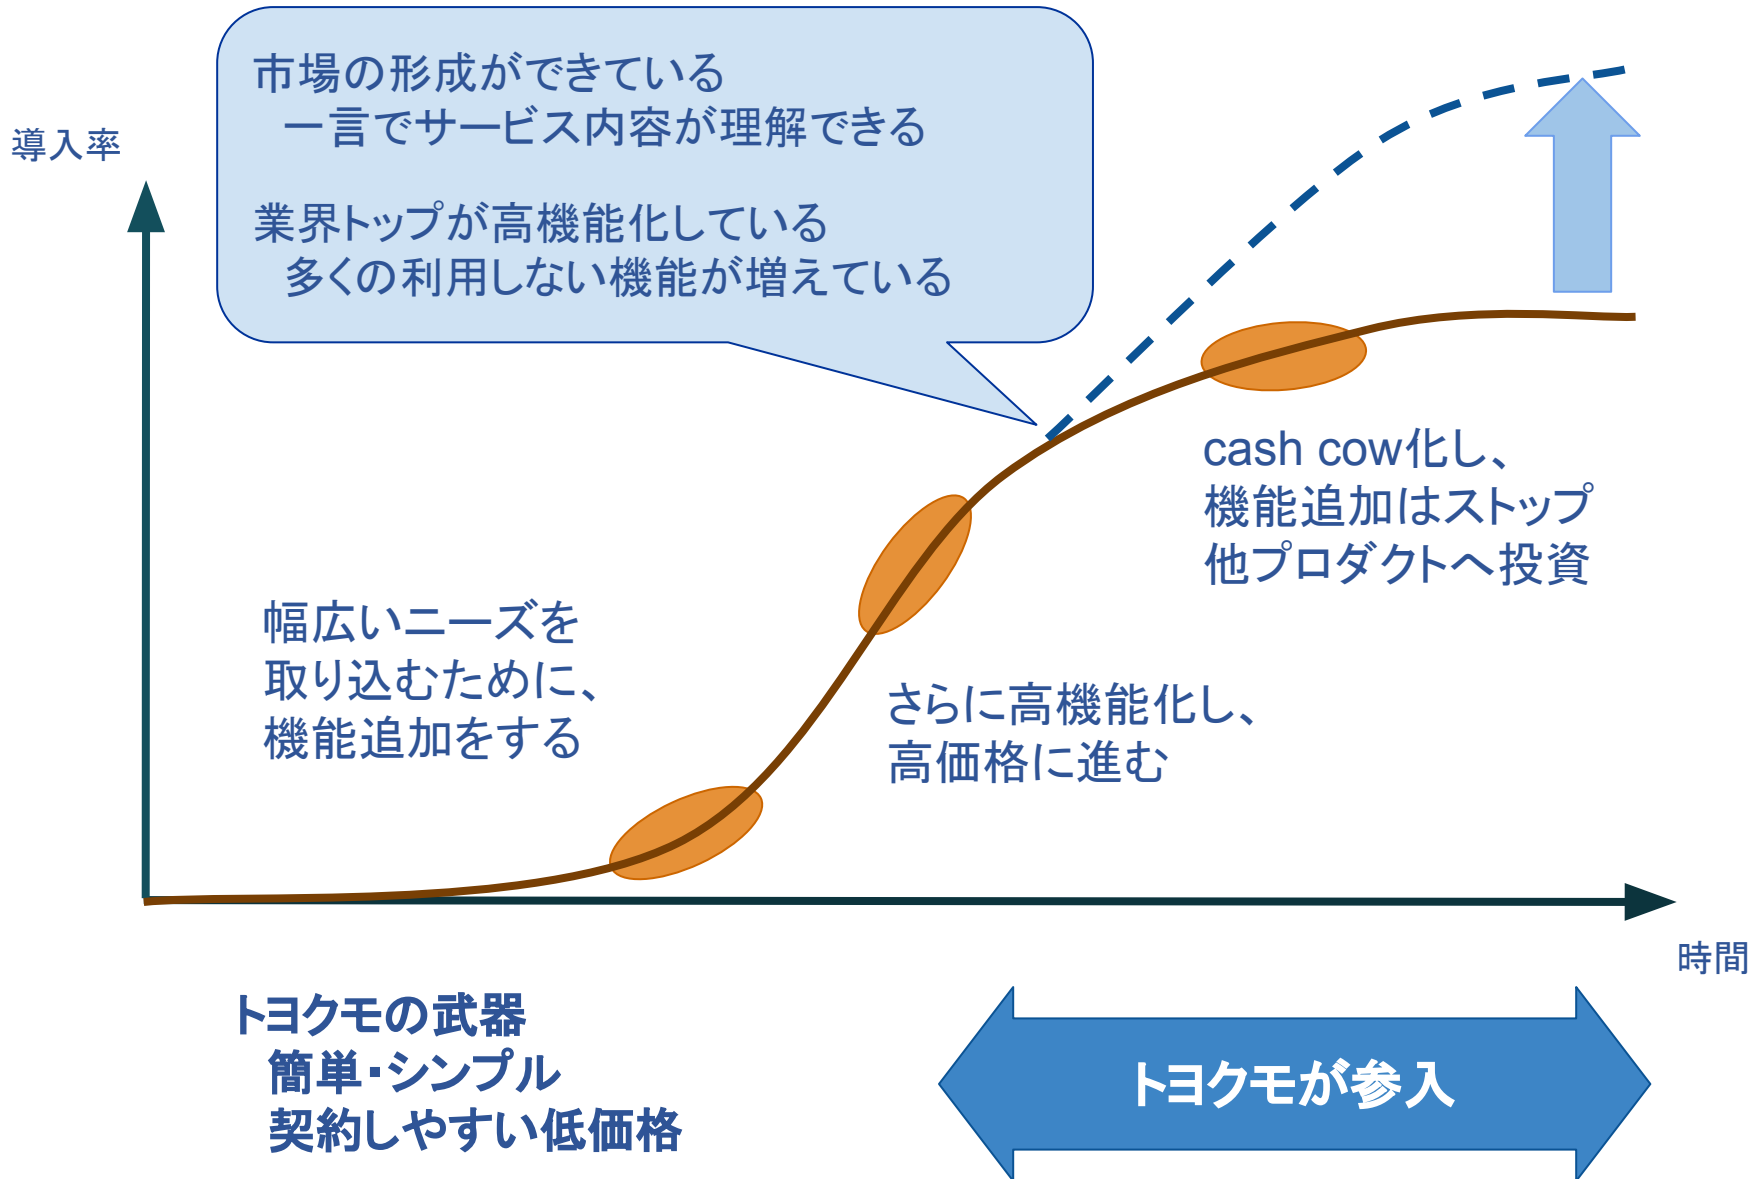 市場の形成ができている
一言でサービス内容が理解できる
業界トップが高機能化している
多くの利用しない機能が増えている
導入率
cash cow化し、
機能追加はストップ
他プロダクトへ投資
幅広いニーズを
取り込むために、
機能追加をする
さらに高機能化し、
高価格に進む
時間
トヨクモの武器
簡単・シンプル
契約しやすい低価格
トヨクモが参入